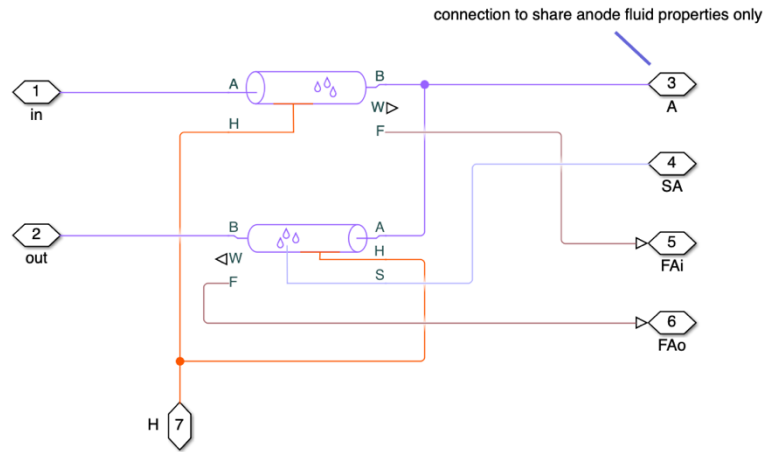 connection to share anode fluid properties only
1
in
A
B
3
A
W
H
F
4
SA
2
out
B
A
H
W
5
FAi
F
S
6
FAo
H
7